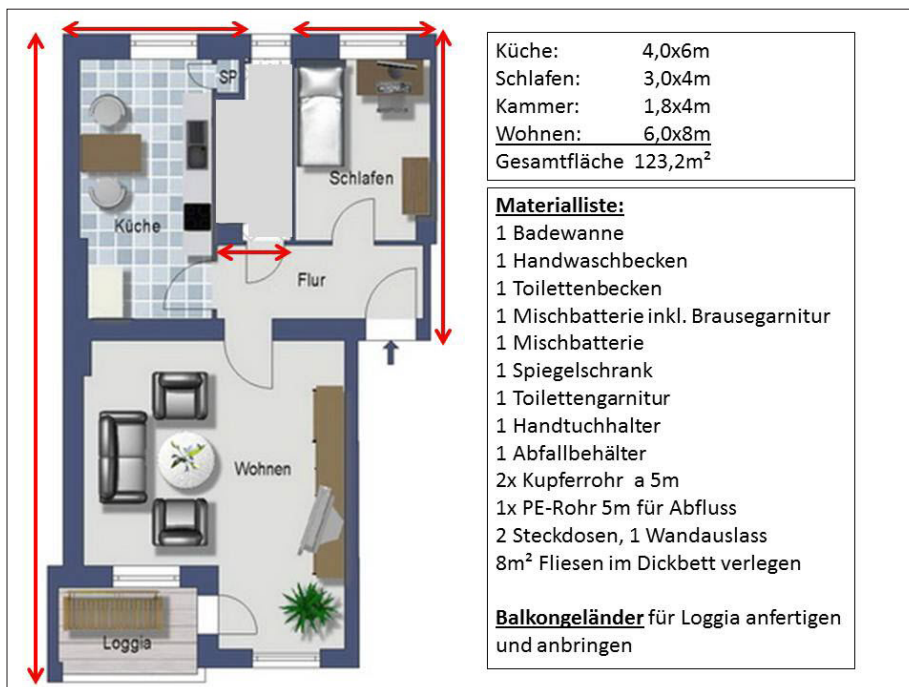 SP
Schlafen
Küche
Flur
Wohnen
Loggia
Küche: 4,0x6m
Schlafen: 3,0x4m
Kammer: 1,8x4m
Wohnen: 6,0x8m
Gesamtfläche 123,2m²
Materialliste:
1 Badewanne
1 Handwaschbecken
1 Toilettenbecken
1 Mischbatterie inkl. Brausegarnitur
1 Mischbatterie
1 Spiegelschrank
1 Toilettengarnitur
1 Handtuchhalter
1 Abfallbehälter
2x Kupferrohr a 5m
1x PE-Rohr 5m für Abfluss
2 Steckdosen, 1 Wandauslass
8m² Fliesen im Dickbett verlegen
Balkongeländer für Loggia anfertigen
und anbringen